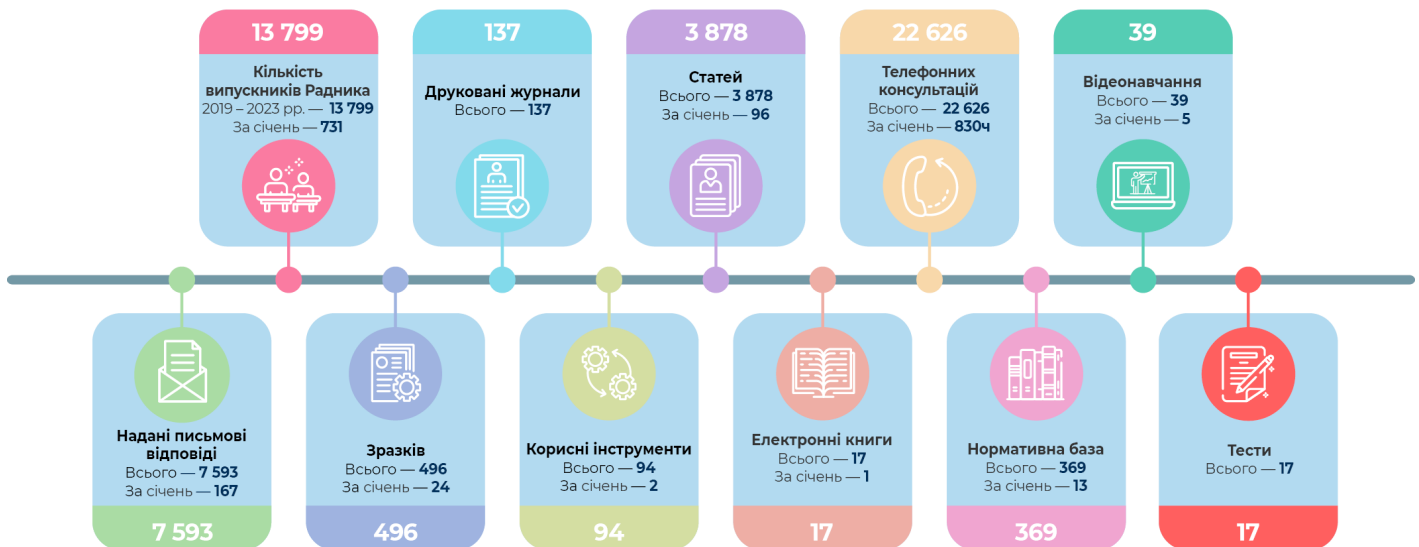 13 799
Кількість
випускників Радника
2019 – 2023 рр. — 13 799
За січень — 731
137
Друковані журнали
Всього — 137
3 878
Статей
Всього — 3 878
За січень — 96
22 626
Телефонних
консультацій
Всього — 22 626
За січень — 830ч
39
Відеонавчання
Всього — 39
За січень — 5
Надані письмові
відповіді
Всього — 7 593
За січень — 167
7 593
Зразків
Всього — 496
За січень — 24
496
Корисні інструменти
Всього — 94
За січень — 2
94
Електронні книги
Всього — 17
За січень — 1
17
Нормативна база
Всього — 369
За січень — 13
369
Тести
Всього — 17
17